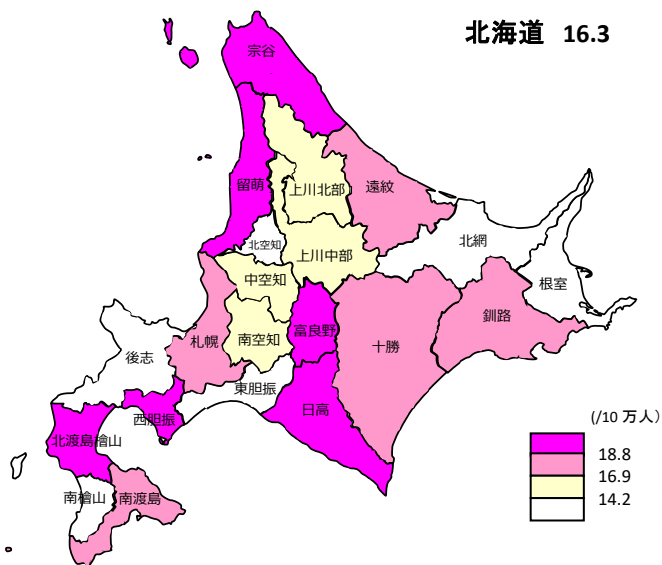 北海道 16.3
宗谷
留萌
上川北部
遠紋
北空知
上川中部
北網
中空知
根室
釧路
札幌
南空知
富良野
十勝
後志
東胆振
日高
西胆振
北渡島檜山
南檜山
南渡島
(/10 万人)
18.8
16.9
14.2